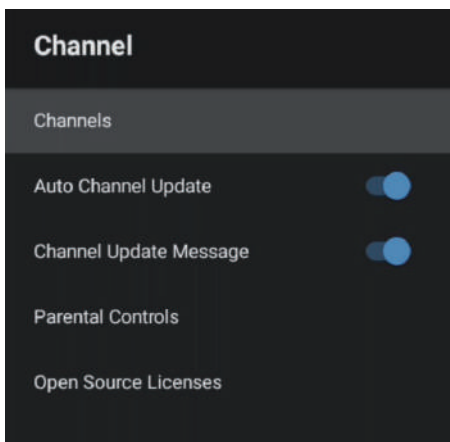 Channel
Channels
Auto Channel Update
Channel Update Message
Parental Controls
Open Source Licenses